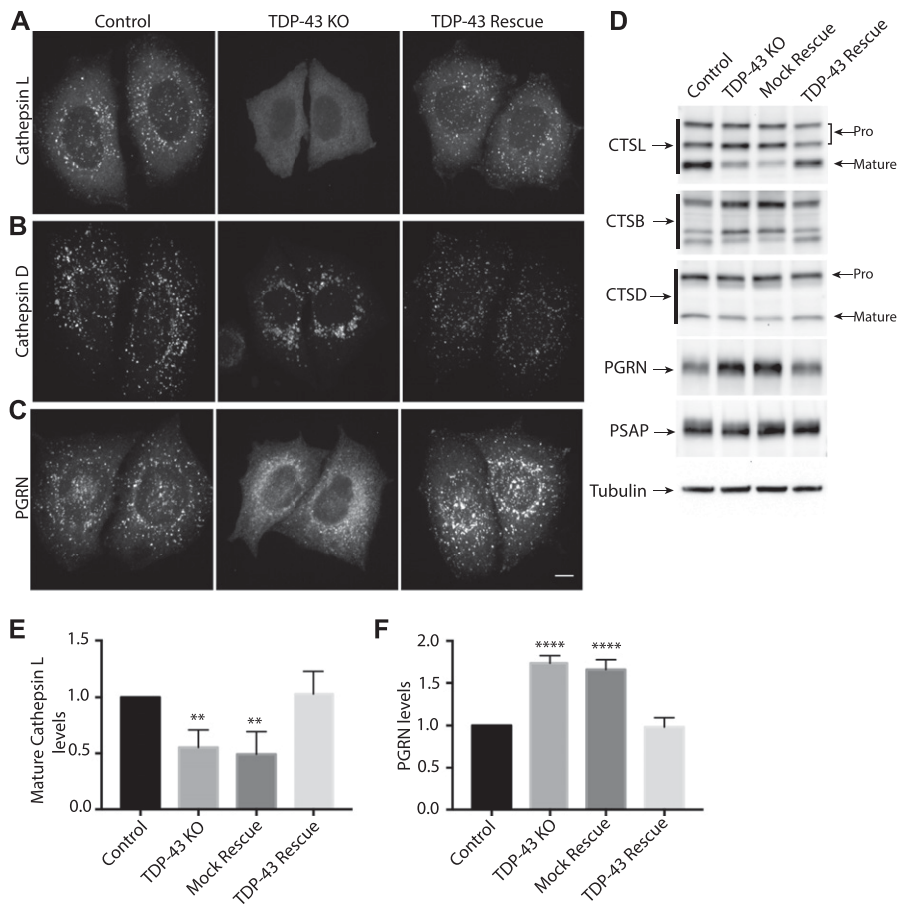 A
Control
TDP-43 KO
TDP-43 Rescue
Cathepsin L
B
Cathepsin D
C
PGRN
D
Control
TDP-43 KO
Mock Rescue
TDP-43 Rescue
CTSL
Pro
Mature
CTSB
CTSD
Pro
Mature
PGRN
PSAP
Tubulin
E
Mature Cathepsin L
levels
1.5
1.0
0.5
0.0
**
**
Control
TDP-43 KO
Mock Rescue
TDP-43 Rescue
F
PGRN levels
2.0
1.5
1.0
0.5
0.0
****
****
Control
TDP-43 KO
Mock Rescue
TDP-43 Rescue